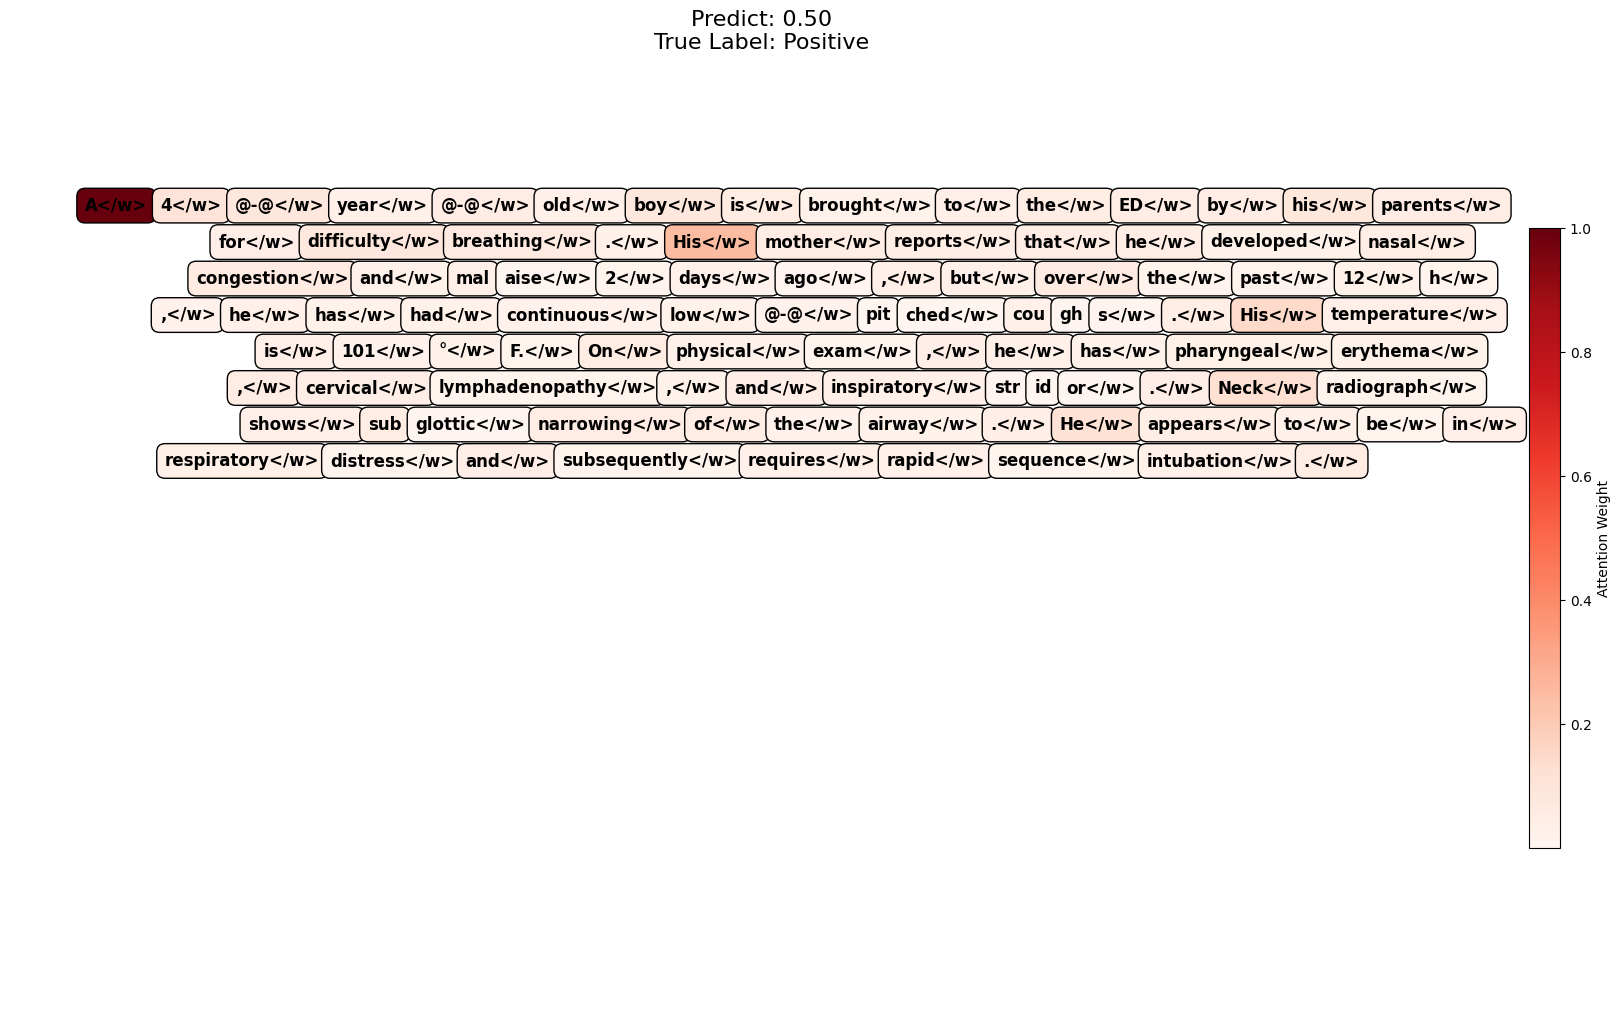 Predict: 0.50
True Label: Positive
A</w> 4</w> @-@</w> year</w> @-@</w> old</w> boy</w> is</w> brought</w> to</w> the</w> ED</w> by</w> his</w> parents</w>
for</w> difficulty</w> breathing</w> .</w> His</w> mother</w> reports</w> that</w> he</w> developed</w> nasal</w>
congestion</w> and</w> mal aise</w> 2</w> days</w> ago</w> ,</w> but</w> over</w> the</w> past</w> 12</w> h</w>
,</w> he</w> has</w> had</w> continuous</w> low</w> @-@</w> pit ched</w> cou gh s</w> .</w> His</w> temperature</w>
is</w> 101</w> °</w> F.</w> On</w> physical</w> exam</w> ,</w> he</w> has</w> pharyngeal</w> erythema</w>
,</w> cervical</w> lymphadenopathy</w> ,</w> and</w> inspiratory</w> str id or</w> .</w> Neck</w> radiograph</w>
shows</w> sub glottic</w> narrowing</w> of</w> the</w> airway</w> .</w> He</w> appears</w> to</w> be</w> in</w>
respiratory</w> distress</w> and</w> subsequently</w> requires</w> rapid</w> sequence</w> intubation</w> .</w>
1.0
0.8
0.6
0.4
0.2
Attention Weight